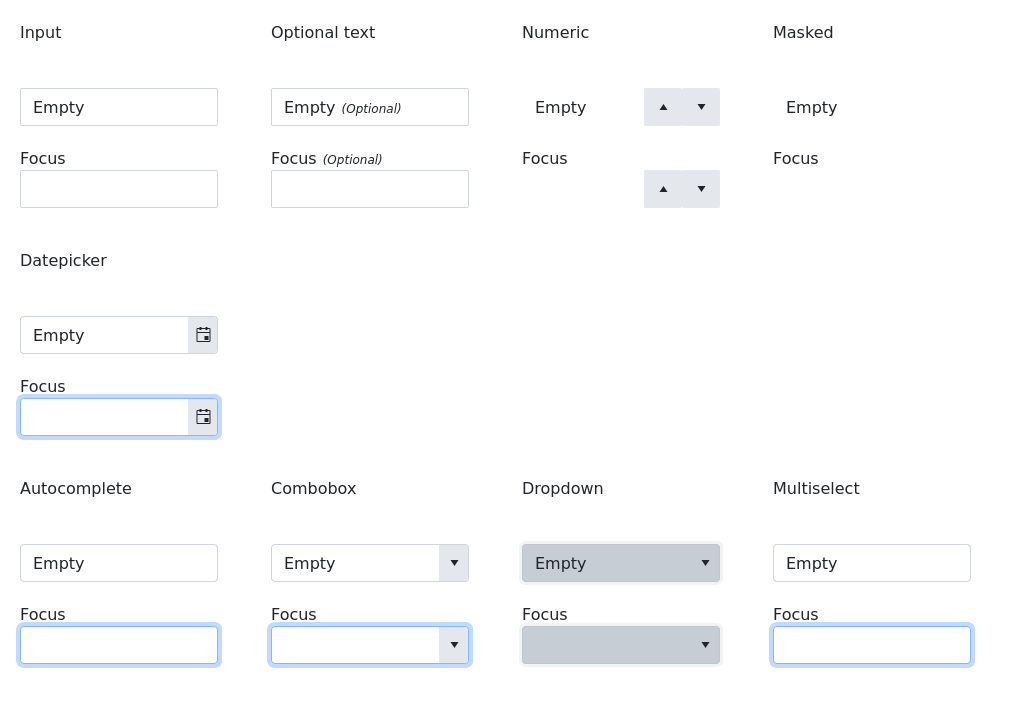 Input Optional text Numeric Masked
Empty Empty (Optional) Empty Empty
Focus Focus (Optional) Focus Focus
Datepicker
Empty
Focus
Autocomplete Combobox Dropdown Multiselect
Empty Empty Empty Empty
Focus Focus Focus Focus